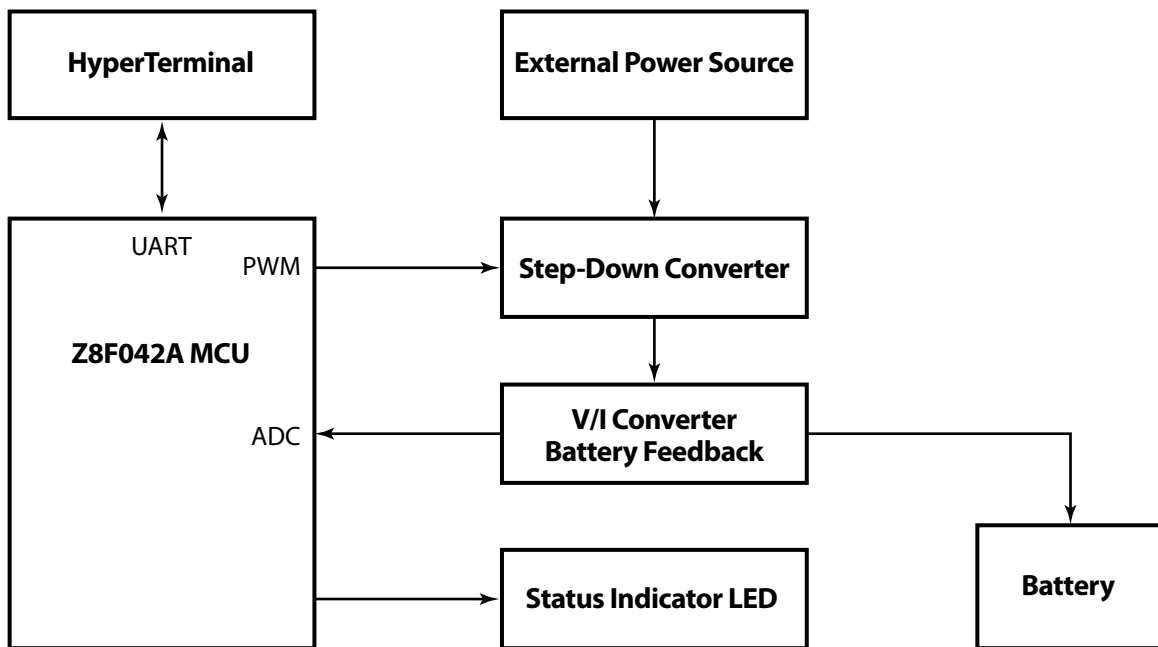 HyperTerminal
External Power Source
UART
PWM
Step-Down Converter
Z8F042A MCU
ADC
V/I Converter
Battery Feedback
Status Indicator LED
Battery